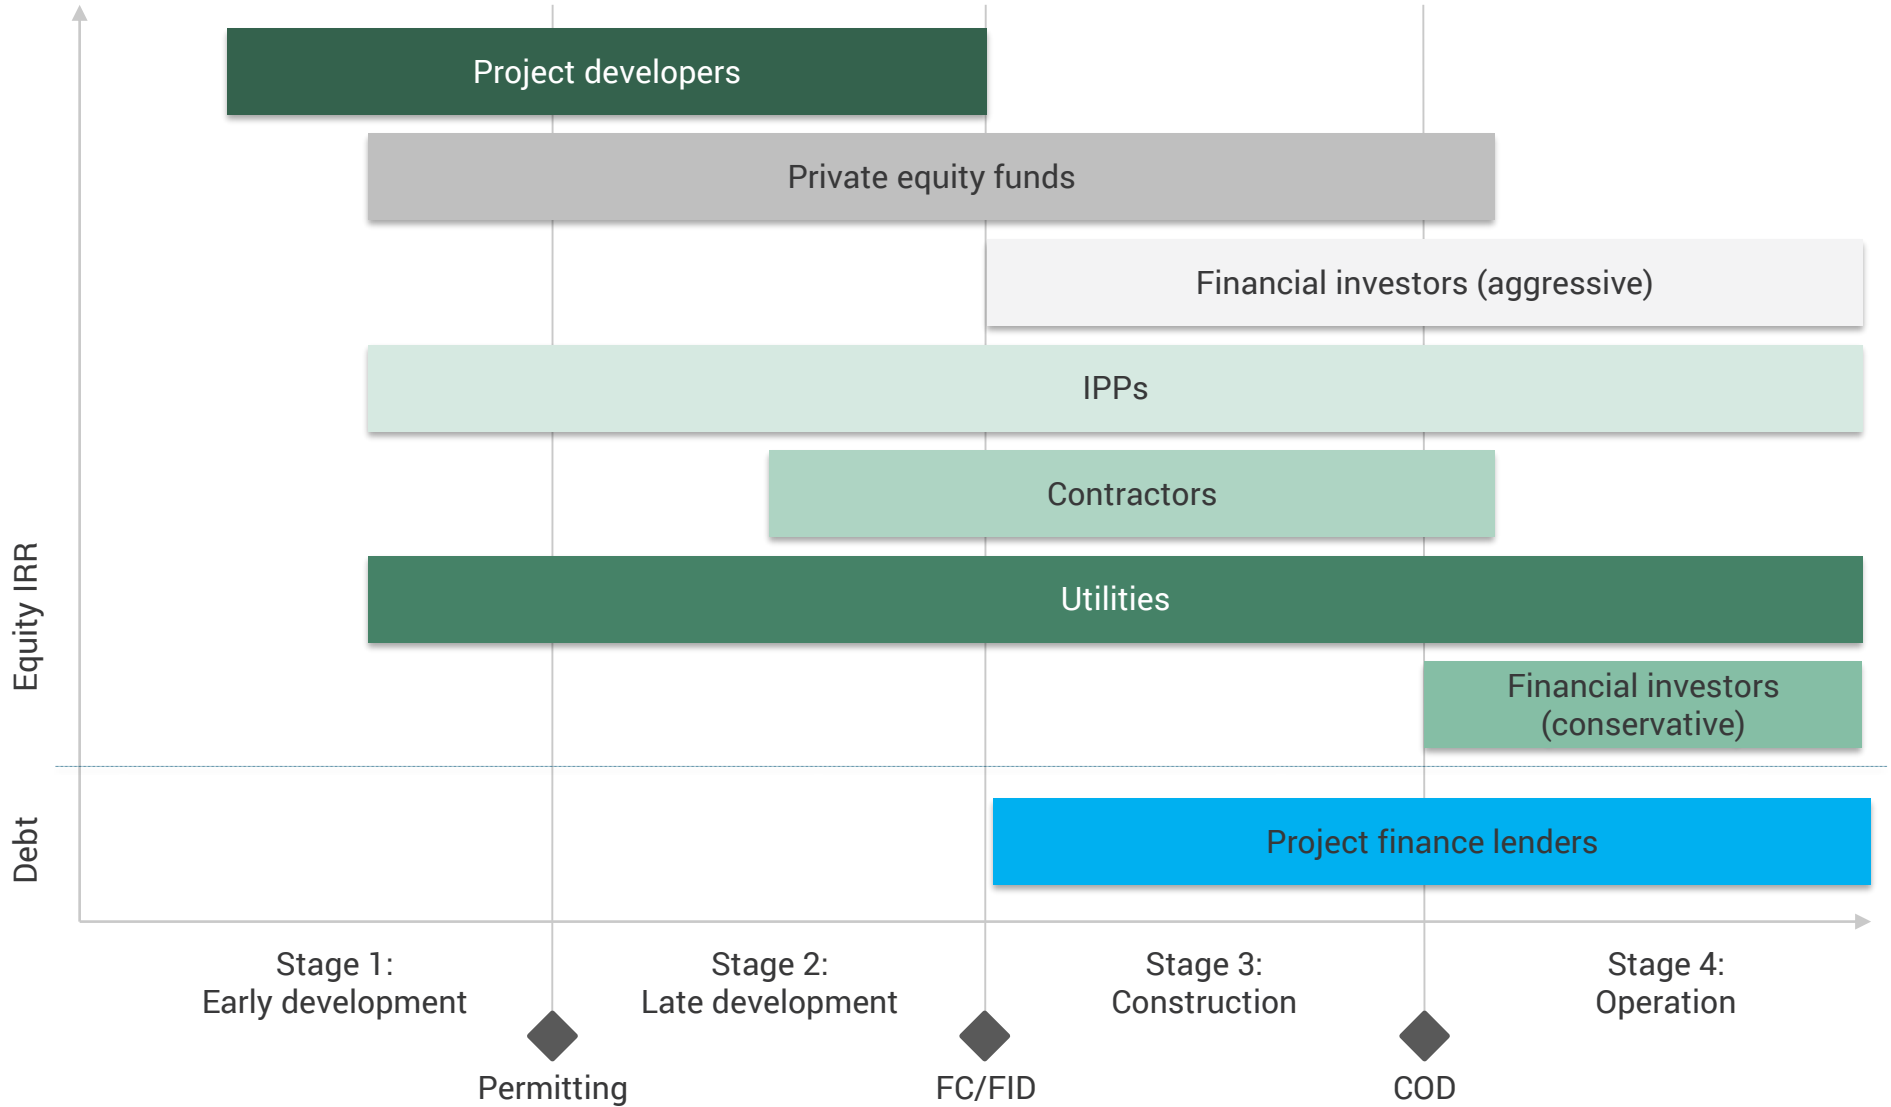 Project developers
Private equity funds
Financial investors (aggressive)
IPPs
Contractors
Utilities
Financial investors
(conservative)
Equity IRR
Project finance lenders
Debt
Stage 1:
Early development
Stage 2:
Late development
Stage 3:
Construction
Stage 4:
Operation
Permitting
FC/FID
COD